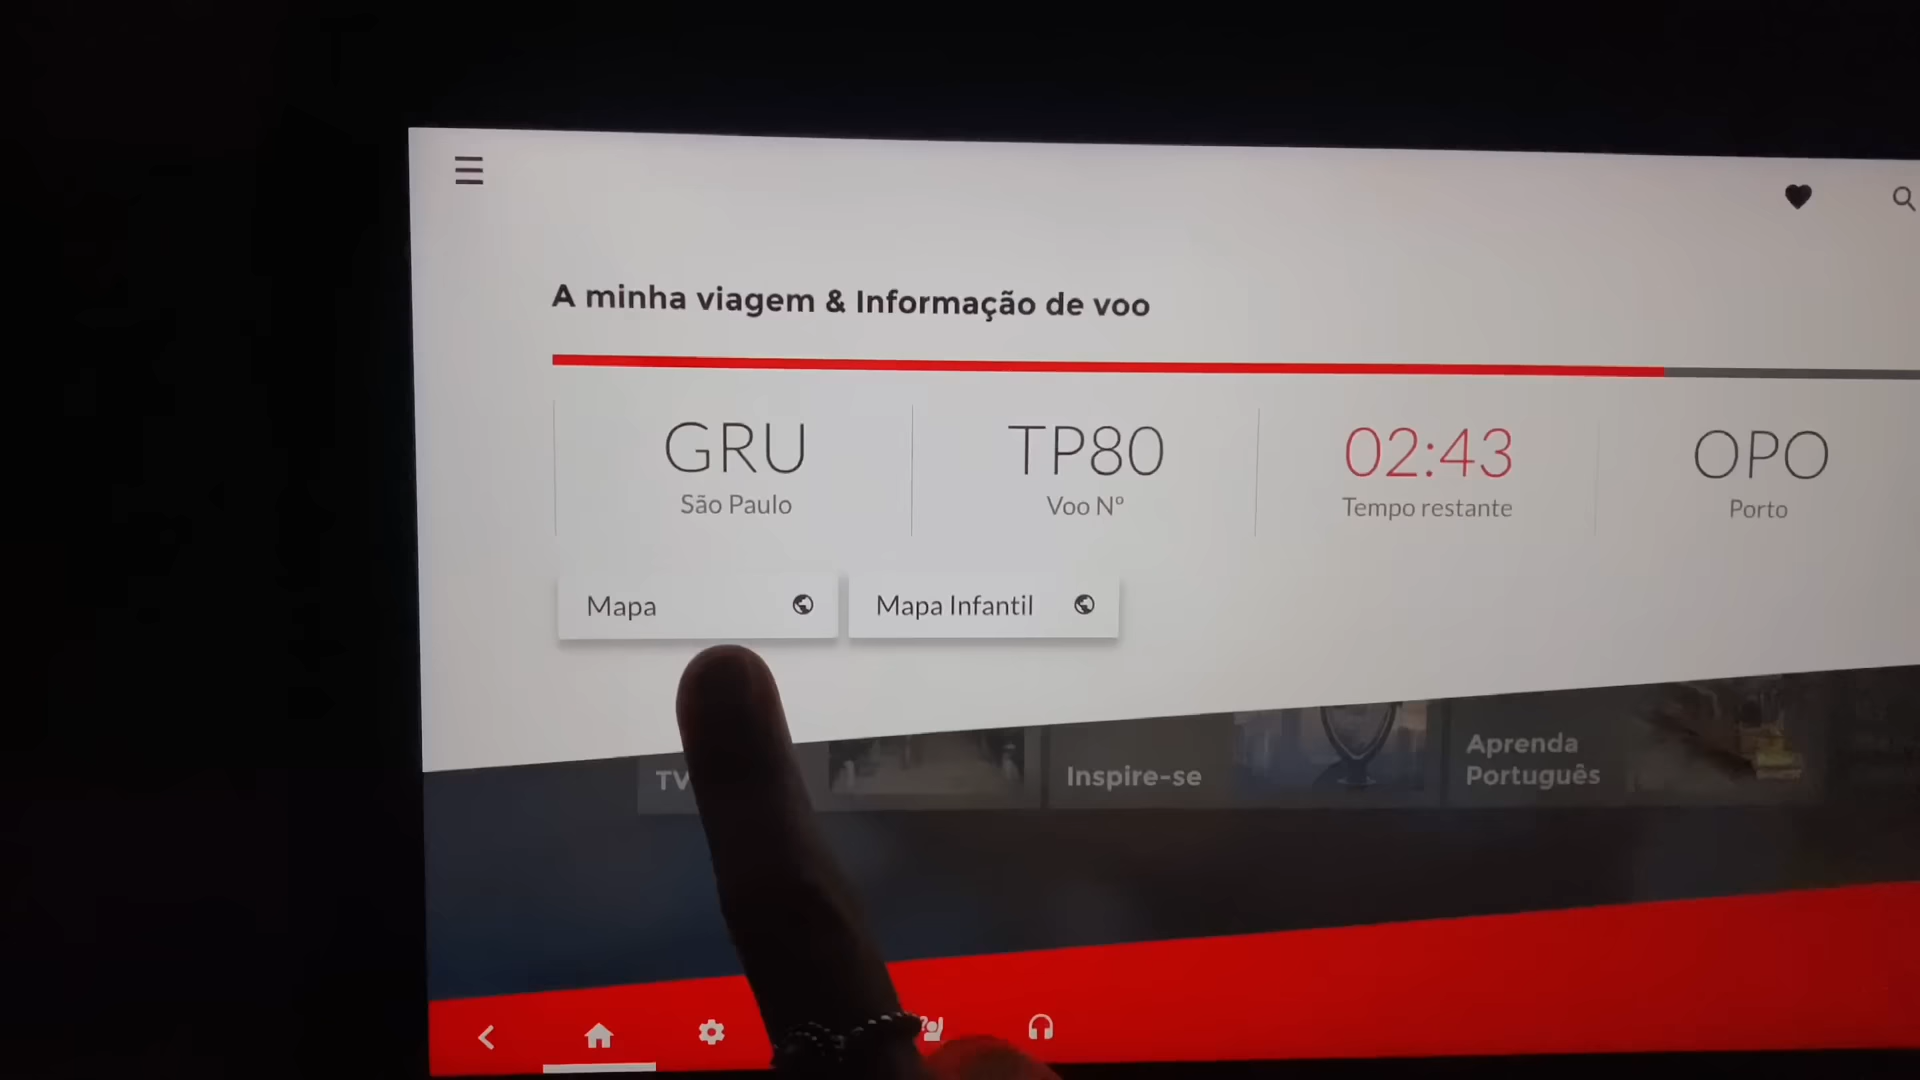 A minha viagem & Informação de voo
GRU
São Paulo
TP80
Voo Nº
02:43
Tempo restante
OPO
Porto
Mapa
Mapa Infantil
TV
Inspire-se
Aprenda
Português